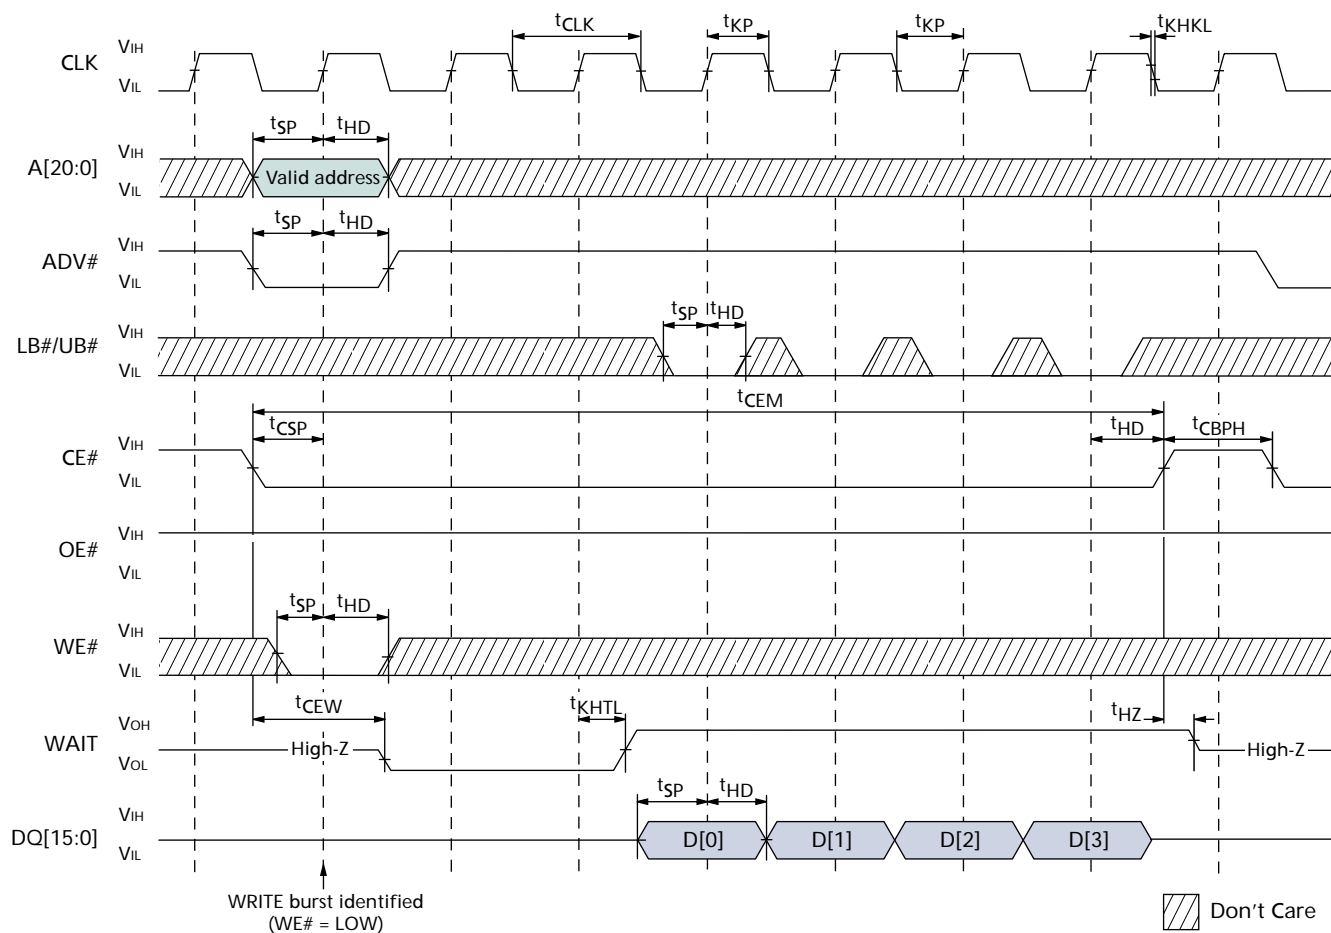 tCLK tKP tKP tKHKL
CLK VIH
VIL
tSP tHD
A[20:0] VIH
VIL
Valid address
tSP tHD
ADV# VIH
VIL
tSP tHD
LB#/UB# VIH
VIL
tCEM
tCSP tHD tCBPH
CE# VIH
VIL
OE# VIH
VIL
tSP tHD
WE# VIH
VIL
tCEW tKHTL tHZ
WAIT VOH
VOL
High-Z High-Z
tSP tHD
DQ[15:0] VIH
VIL
D[0] D[1] D[2] D[3]
WRITE burst identified
(WE# = LOW)
Don't Care